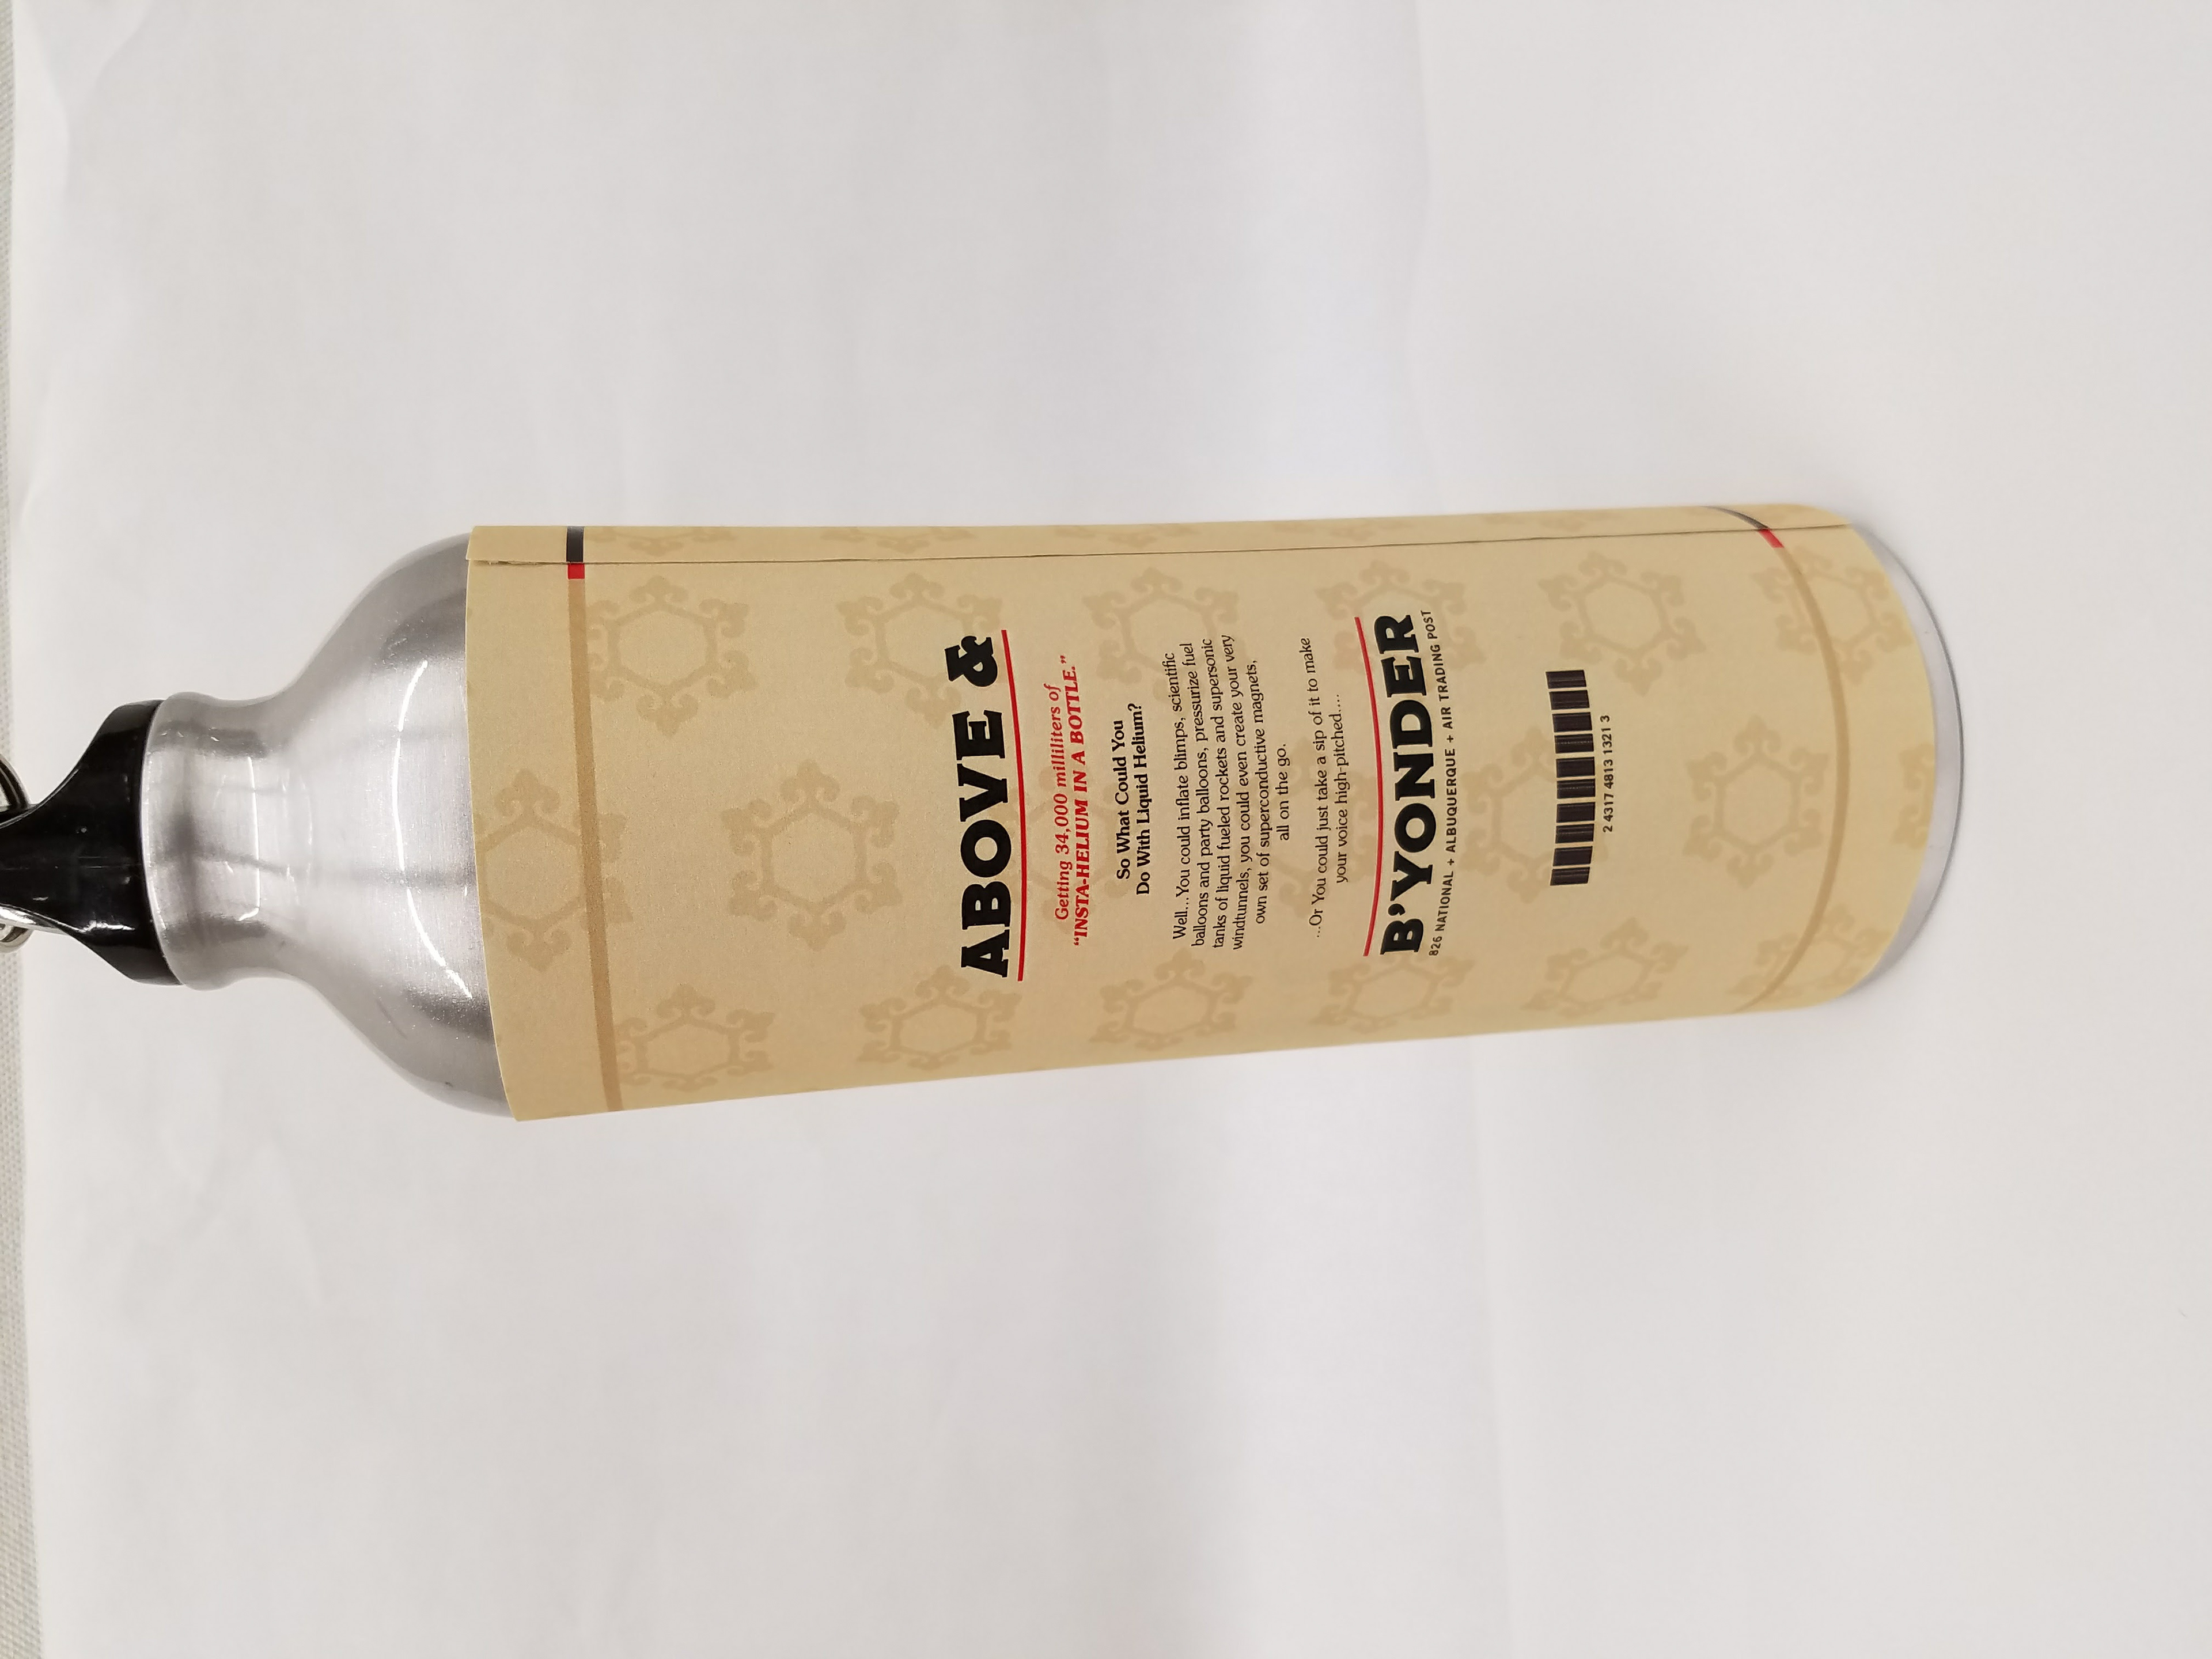 ABOVE &
Getting 34,000 milliliters of
“INSTA-HELIUM IN A BOTTLE.”
So What Could You
Do With Liquid Helium?
Well...You could inflate blimps, scientific
balloons and party balloons, pressurize fuel
tanks of liquid fueled rockets and supersonic
windtunnels, you could even create your very
own set of superconductive magnets,
all on the go.
...Or You could just take a sip of it to make
your voice high-pitched....
B’YONDER
826 NATIONAL + ALBUQUERQUE + AIR TRADING POST
2 4317 4813 1321 3